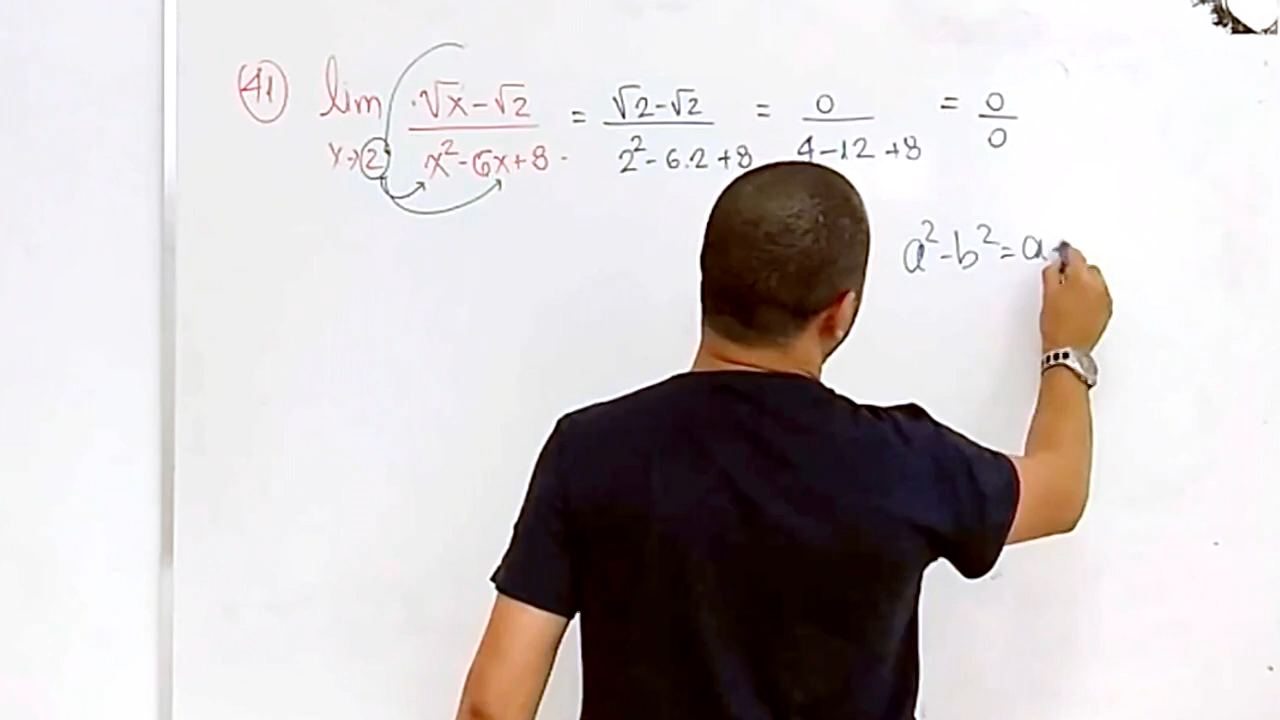 41 lim x→2 √x-√2 / x²-6x+8 = √2-√2 / 2²-6.2+8 = 0 / 4-12+8 = 0 / 0
a²-b²=a